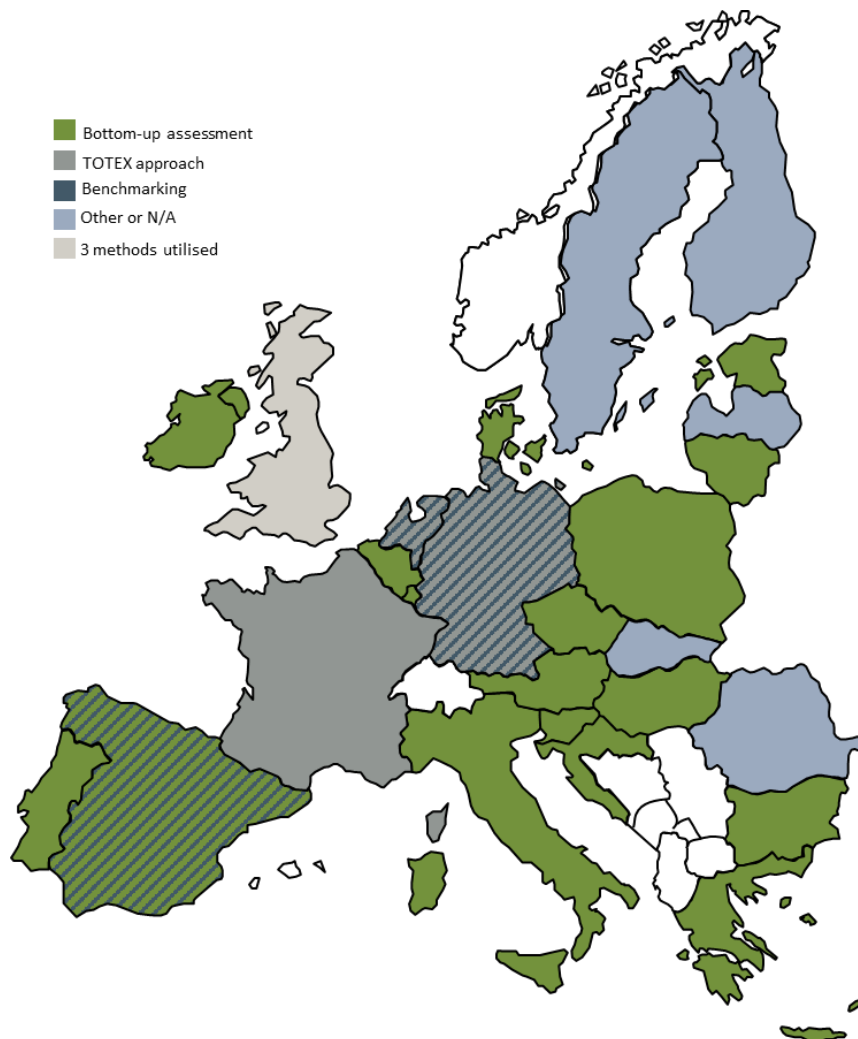 Bottom-up assessment
TOTEX approach
Benchmarking
Other or N/A
3 methods utilised